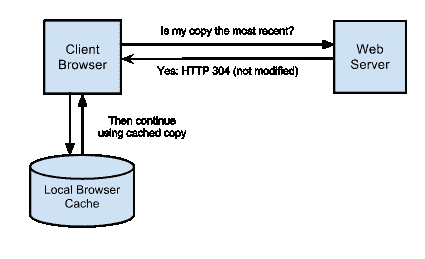 Is my copy the most recent?
Client
Browser
Web
Server
Yes: HTTP 304 (not modified)
Then continue
using cached copy
Local Browser
Cache